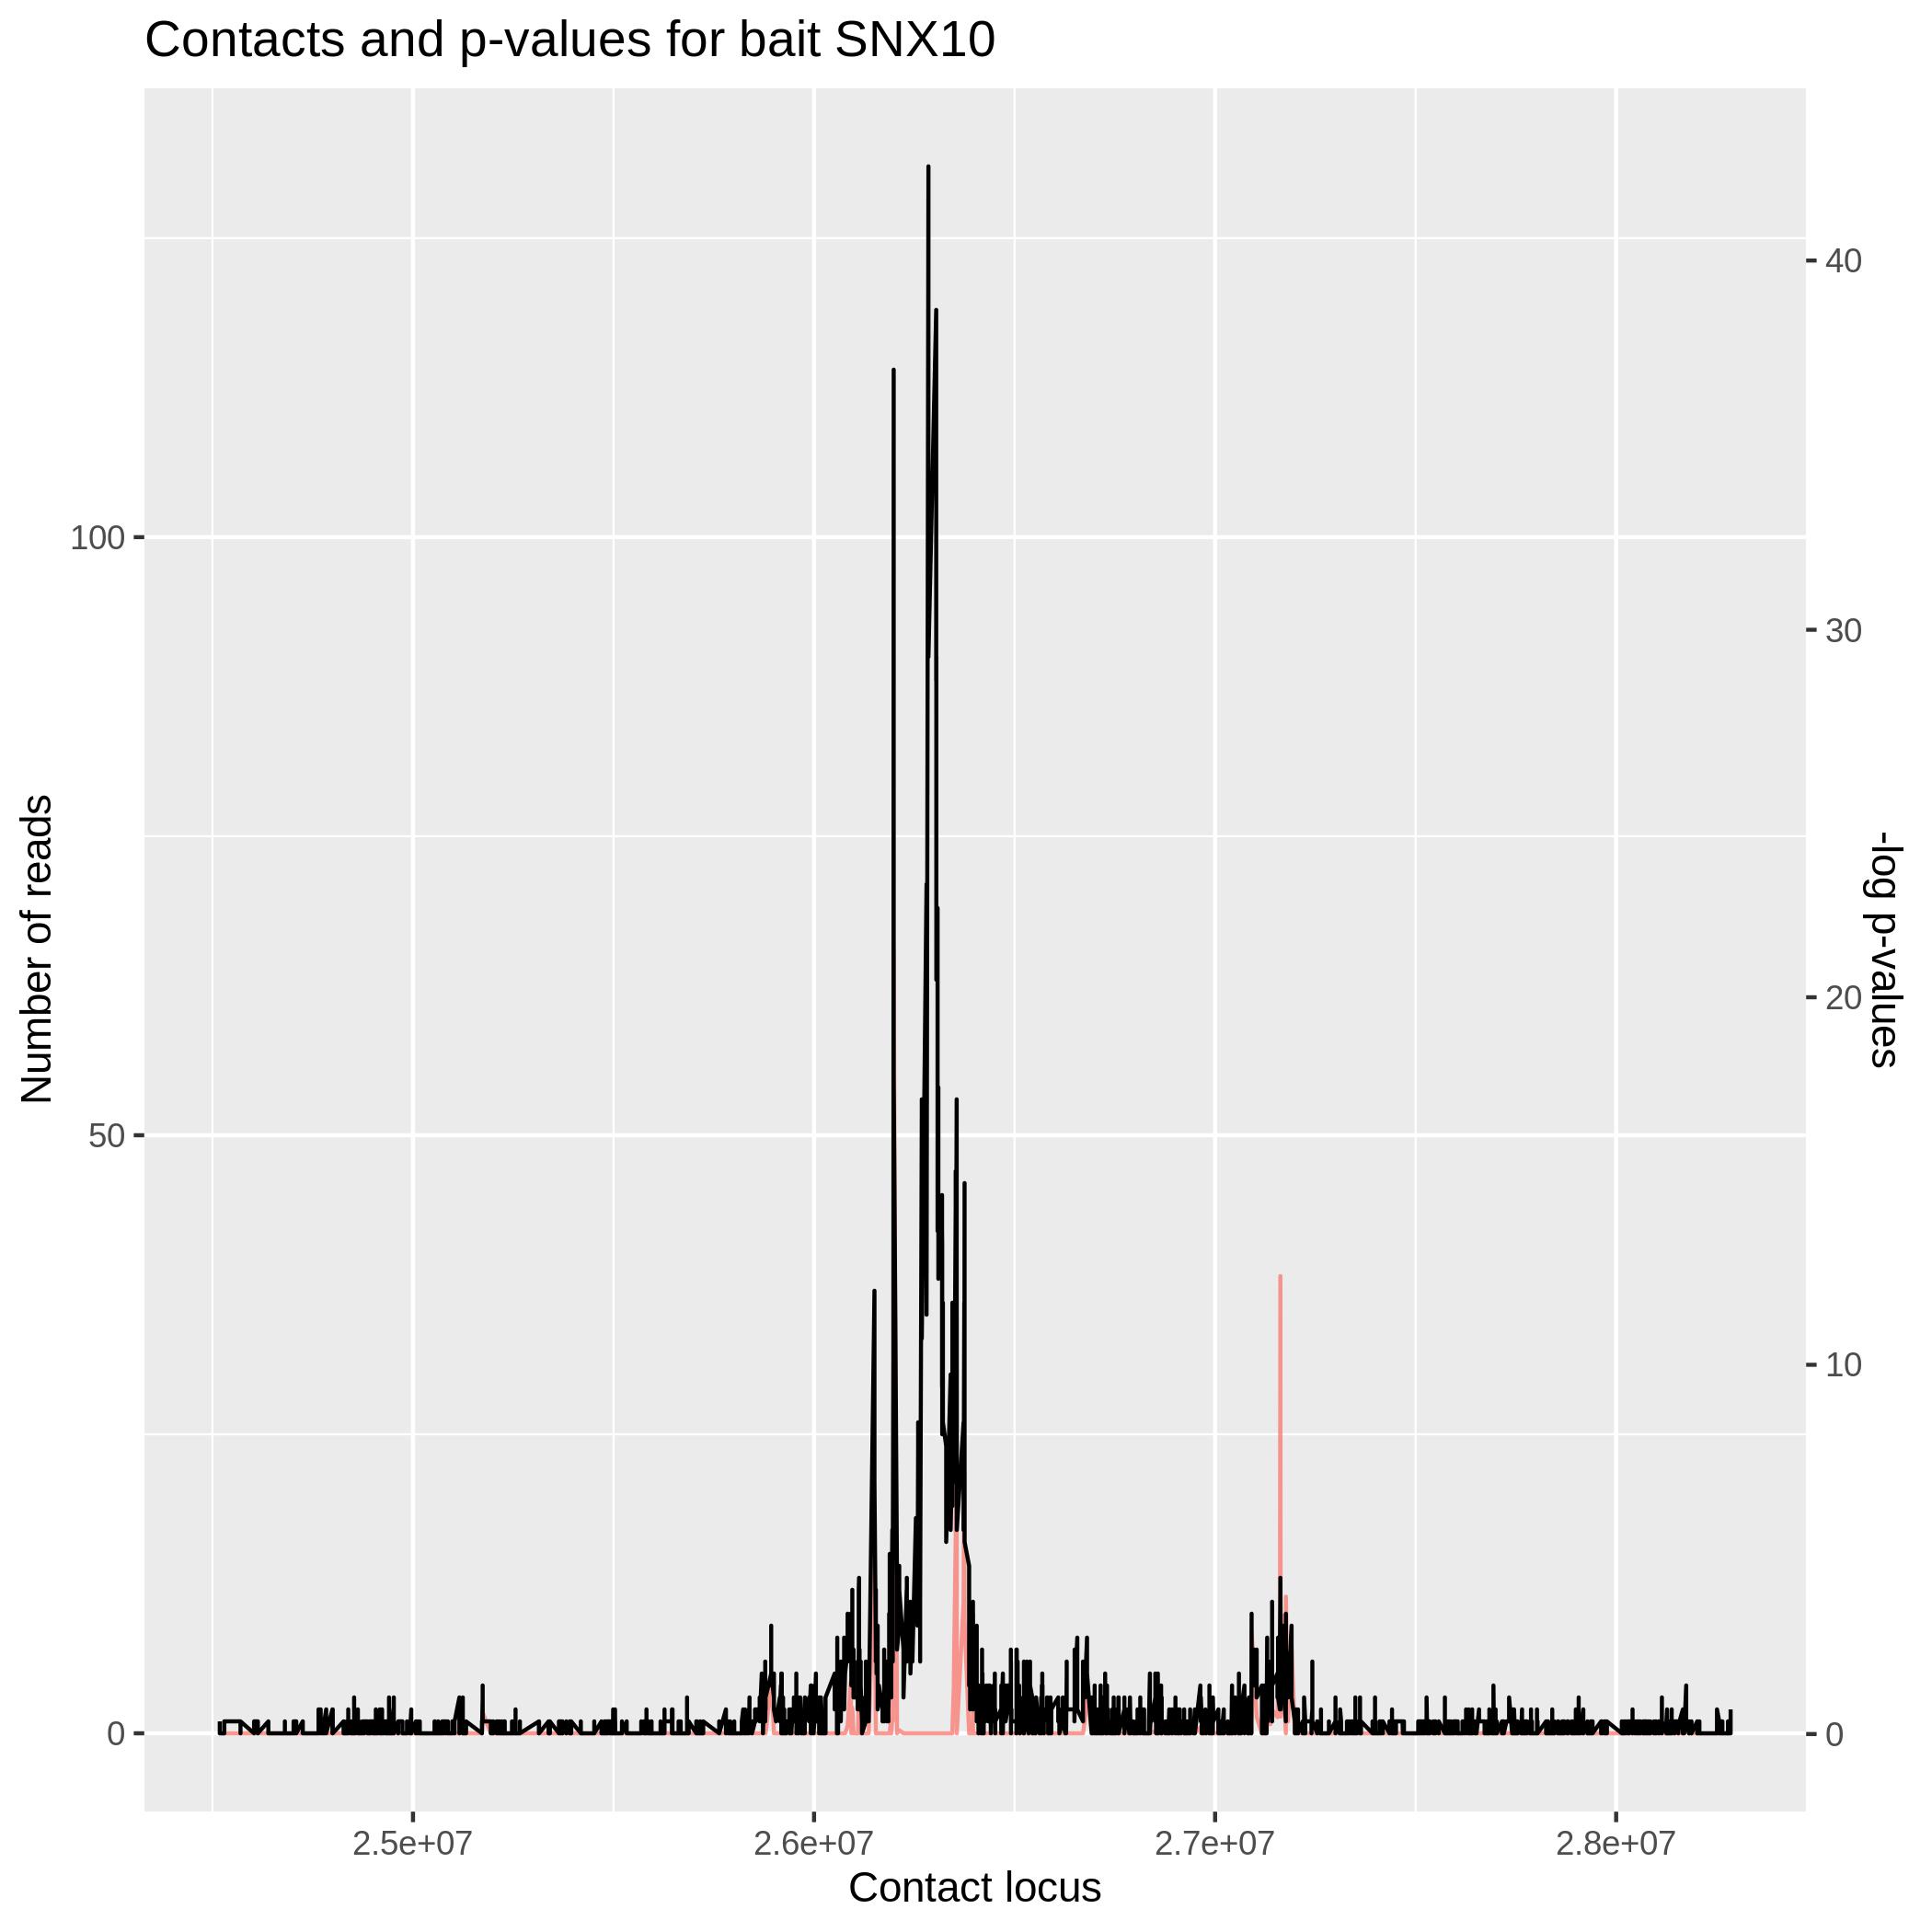 Contacts and p-values for bait SNX10
Number of reads
100
50
0
40
30
20
10
0
-log p-values
2.5e+07
2.6e+07
2.7e+07
2.8e+07
Contact locus